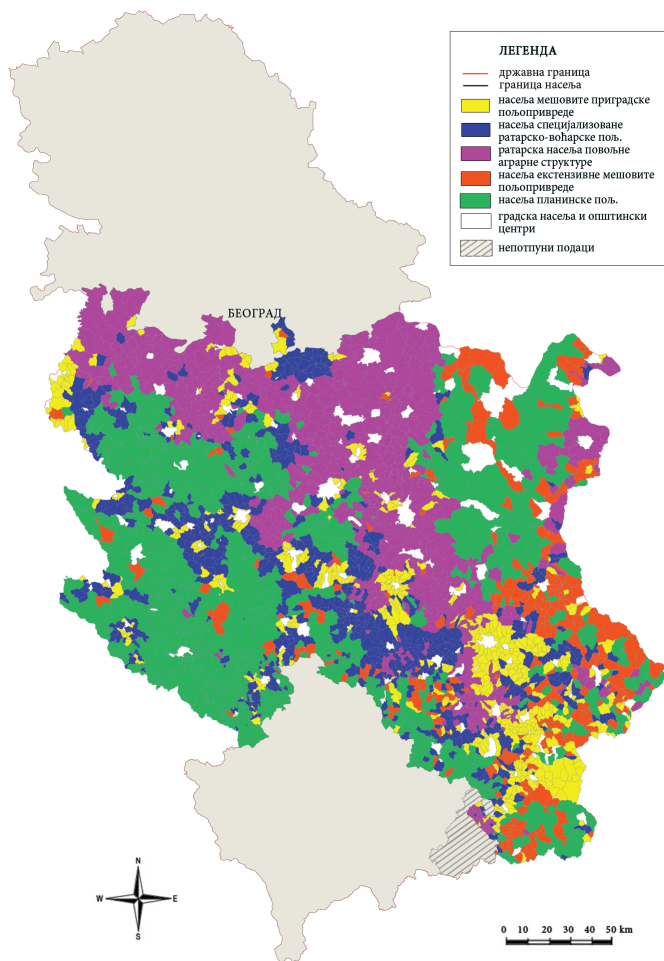 ЛЕГЕНДА
државна граница
граница насеља
насеља мешовите приградске
пољопривреде
насеља специјализоване
ратарско-воћарске пољ.
ратарска насеља повољне
аграрне структуре
насеља екстензивне мешовите
пољопривреде
насеља планинске пољ.
градска насеља и општински
центри
непотпуни подаци
БЕОГРАД
N
W E
S
0 10 20 30 40 50 km